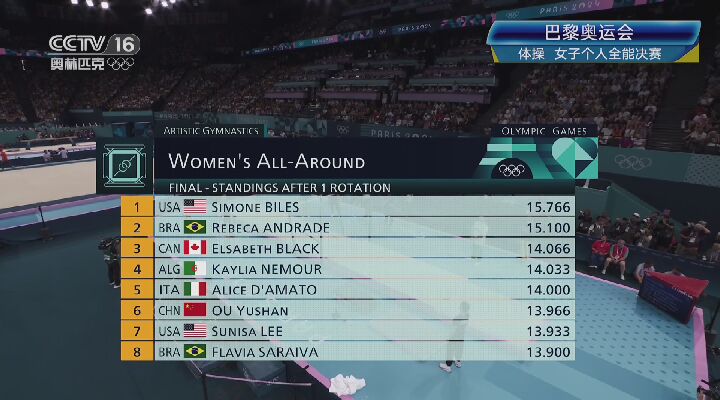 CCTV 16
奥林匹克
巴黎奥运会
体操 女子个人全能决赛
PARIS 2024
PARIS 2024
ARTISTIC GYMNASTICS
OLYMPIC GAMES
WOMEN'S ALL-AROUND
FINAL - STANDINGS AFTER 1 ROTATION
1 USA SIMONE BILES 15.766
2 BRA REBECA ANDRADE 15.100
3 CAN ELSABETH BLACK 14.066
4 ALG KAYLIA NEMOUR 14.033
5 ITA ALICE D'AMATO 14.000
6 CHN OU YUSHAN 13.966
7 USA SUNISA LEE 13.933
8 BRA FLAVIA SARAIVA 13.900